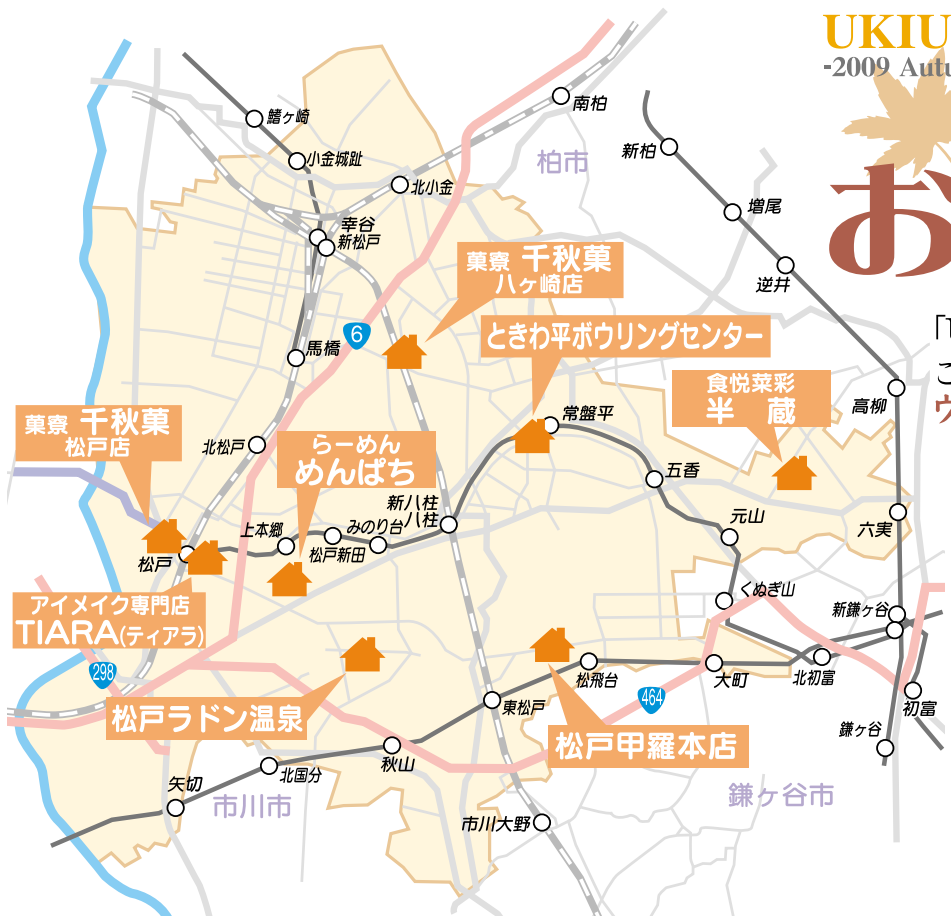 UKIU
-2009 Autu
お
南柏
鰭ヶ崎
新柏
小金城趾
柏市
北小金
増尾
幸谷
新松戸
菓寮 千秋菓
八ヶ崎店
逆井
6
ときわ平ボウリングセンター
馬橋
食悦菜彩
半 蔵
高柳
菓寮 千秋菓
松戸店
常盤平
北松戸
らーめん
めんぱち
五香
新八柱
八柱
元山
六実
上本郷
みのり台
松戸新田
松戸
くぬぎ山
アイメイク専門店
TIARA(ティアラ)
新鎌ヶ谷
298
松飛台
大町
北初富
464
東松戸
初富
松戸ラドン温泉
松戸甲羅本店
鎌ヶ谷
秋山
北国分
矢切
市川市
鎌ヶ谷市
市川大野